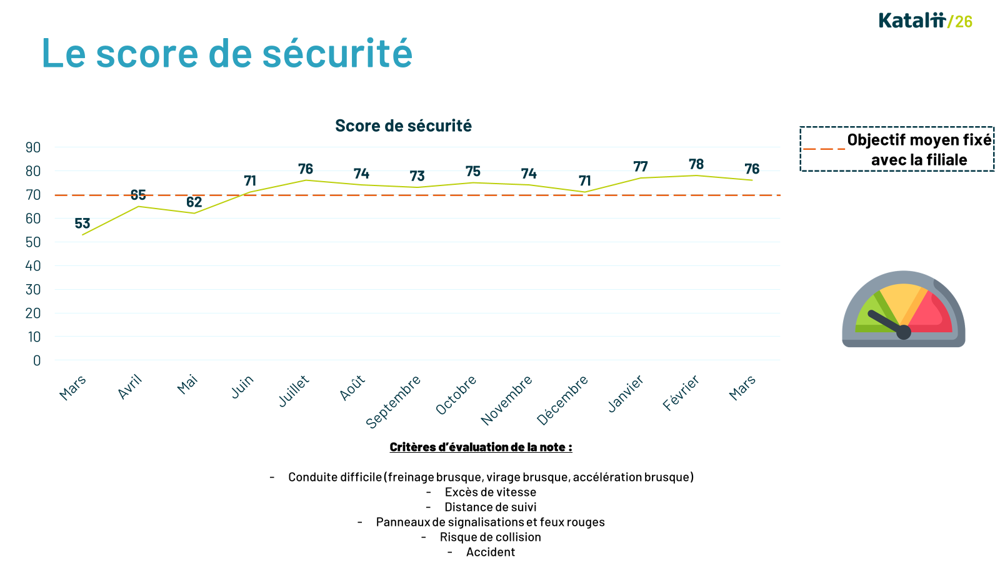 Katalii/26
Le score de sécurité
Score de sécurité
Objectif moyen fixé
avec la filiale
90
80
70
60
50
40
30
20
10
0
53
65
62
71
76
74
73
75
74
71
77
78
76
Mars
Avril
Mai
Juin
Juillet
Août
Septembre
Octobre
Novembre
Décembre
Janvier
Février
Mars
Critères d’évaluation de la note :
- Conduite difficile (freinage brusque, virage brusque, accélération brusque)
- Excès de vitesse
- Distance de suivi
- Panneaux de signalisations et feux rouges
- Risque de collision
- Accident